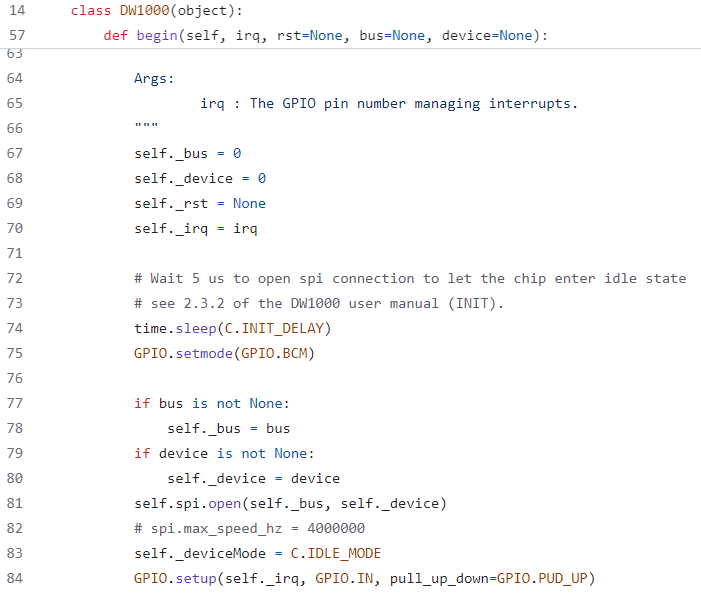 14 class DW1000(object):
57 def begin(self, irq, rst=None, bus=None, device=None):
63
64 Args:
65 irq : The GPIO pin number managing interrupts.
66 """
67 self._bus = 0
68 self._device = 0
69 self._rst = None
70 self._irq = irq
71
72 # Wait 5 us to open spi connection to let the chip enter idle state
73 # see 2.3.2 of the DW1000 user manual (INIT).
74 time.sleep(C.INIT_DELAY)
75 GPIO.setmode(GPIO.BCM)
76
77 if bus is not None:
78 self._bus = bus
79 if device is not None:
80 self._device = device
81 self.spi.open(self._bus, self._device)
82 # spi.max_speed_hz = 4000000
83 self._deviceMode = C.IDLE_MODE
84 GPIO.setup(self._irq, GPIO.IN, pull_up_down=GPIO.PUD_UP)